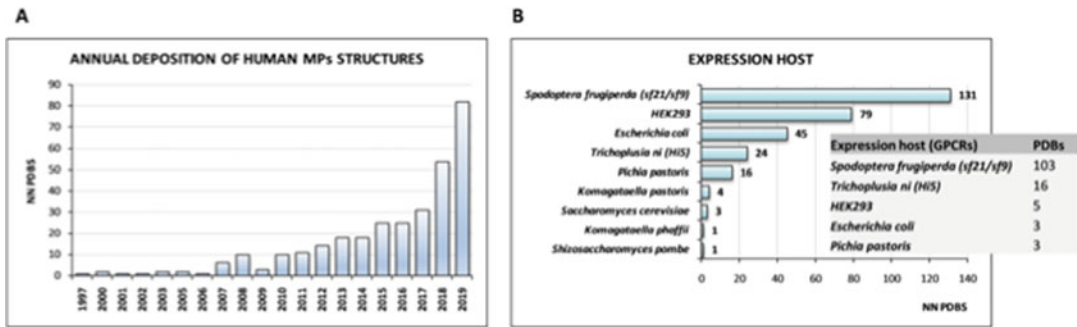 A
B
ANNUAL DEPOSITION OF HUMAN MPs STRUCTURES
NN PDBS
90
80
70
60
50
40
30
20
10
0
1997 2000 2001 2002 2003 2005 2006 2007 2008 2009 2010 2011 2012 2013 2014 2015 2016 2017 2018 2019
EXPRESSION HOST
Spodoptera frugiperda (sf21/sf9) 131
HEK293 79
Escherichia coli 45
Trichoplusia ni (Hi5) 24
Pichia pastoris 16
Komagataella pastoris 4
Saccharomyces cerevisiae 3
Komagataella phaffii 1
Shizosaccharomyces pombe 1
0 20 40 60 80 100 120 140
NN PDBS
Expression host (GPCRs) PDBs
Spodoptera frugiperda (sf21/sf9) 103
Trichoplusia ni (Hi5) 16
HEK293 5
Escherichia coli 3
Pichia pastoris 3